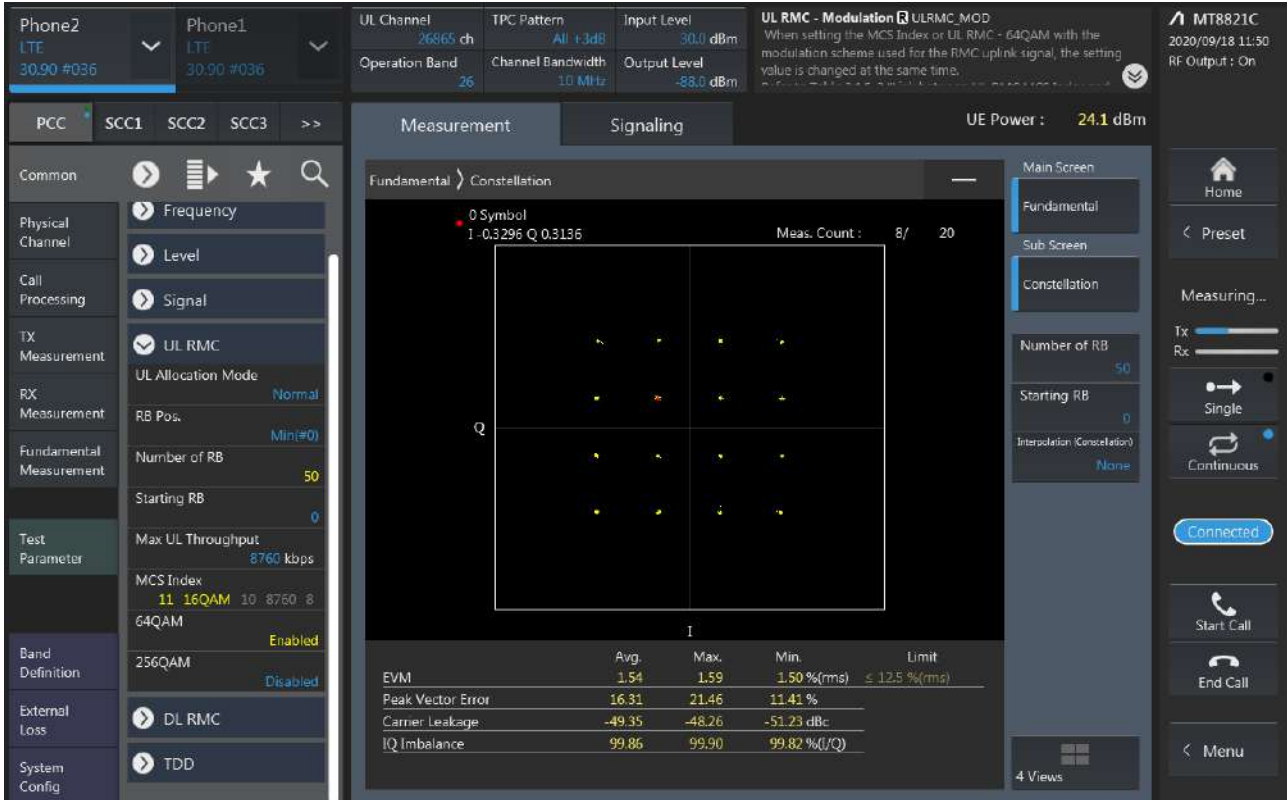 Phone2
LTE
30.90 #036
Phone1
LTE
30.90 #036
UL Channel
26865 ch
TPC Pattern
All +3dB
Input Level
30.0 dBm
Operation Band
26
Channel Bandwidth
10 MHz
Output Level
-88.0 dBm
UL RMC - Modulation R ULRMC_MOD
When setting the MCS Index or UL RMC - 64QAM with the
modulation scheme used for the RMC uplink signal, the setting
value is changed at the same time.
MT8821C
2020/09/18 11:50
RF Output : On
PCC SCC1 SCC2 SCC3 >>
Measurement
Signaling
UE Power : 24.1 dBm
Common
Physical
Channel
Call
Processing
TX
Measurement
RX
Measurement
Fundamental
Measurement
Test
Parameter
Band
Definition
External
Loss
System
Config
Frequency
Level
Signal
UL RMC
UL Allocation Mode
Normal
RB Pos.
Min(#0)
Number of RB
50
Starting RB
0
Max UL Throughput
8760 kbps
MCS Index
11 16QAM 10 8760 8
64QAM
Enabled
256QAM
Disabled
DL RMC
TDD
Fundamental > Constellation
0 Symbol
I -0.3296 Q 0.3136
Meas. Count : 8/ 20
Q
I
Avg. Max. Min. Limit
EVM 1.54 1.59 1.50 %(rms) ≤ 12.5 %(rms)
Peak Vector Error 16.31 21.46 11.41 %
Carrier Leakage -49.35 -48.26 -51.23 dBc
IQ Imbalance 99.86 99.90 99.82 %(I/Q)
Main Screen
Fundamental
Sub Screen
Constellation
Number of RB
50
Starting RB
0
Interpolation (Constellation)
None
4 Views
Home
< Preset
Measuring...
Tx
Rx
Single
Continuous
Connected
Start Call
End Call
< Menu